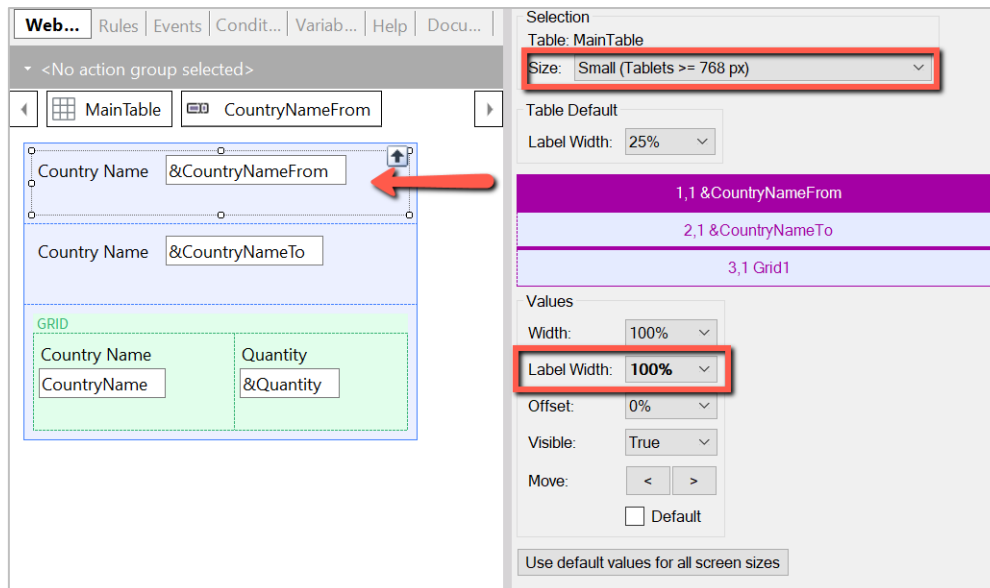 Web... Rules Events Condit... Variab... Help Docu...
<No action group selected>
MainTable CountryNameFrom
Country Name &CountryNameFrom
Country Name &CountryNameTo
GRID
Country Name Quantity
CountryName &Quantity
Selection
Table: MainTable
Size: Small (Tablets >= 768 px)
Table Default
Label Width: 25%
1,1 &CountryNameFrom
2,1 &CountryNameTo
3,1 Grid1
Values
Width: 100%
Label Width: 100%
Offset: 0%
Visible: True
Move: < >
Default
Use default values for all screen sizes